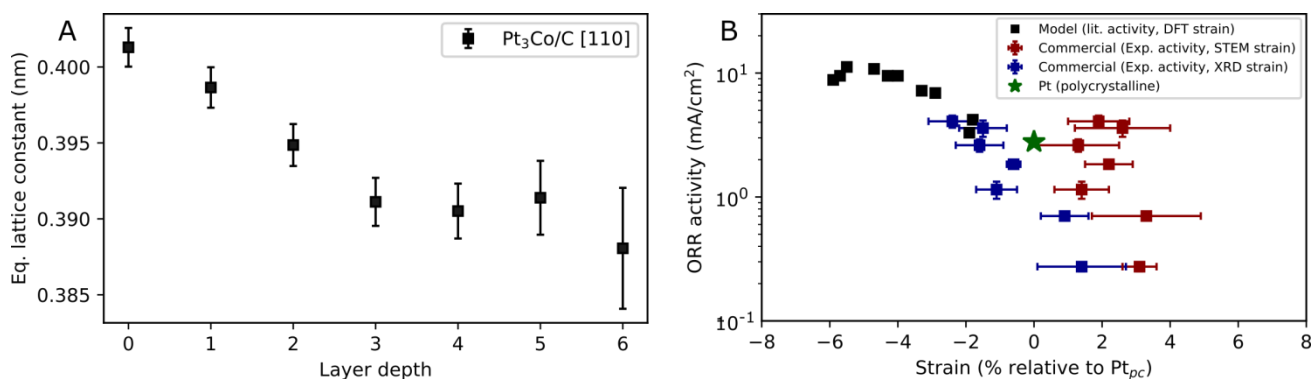 A
Pt₃Co/C [110]
Eq. lattice constant (nm)
0.400
0.395
0.390
0.385
0 1 2 3 4 5 6
Layer depth
B
Model (lit. activity, DFT strain)
Commercial (Exp. activity, STEM strain)
Commercial (Exp. activity, XRD strain)
Pt (polycrystalline)
ORR activity (mA/cm²)
10¹
10⁰
10⁻¹
−8 −6 −4 −2 0 2 4 6 8
Strain (% relative to Ptₚ꜀)